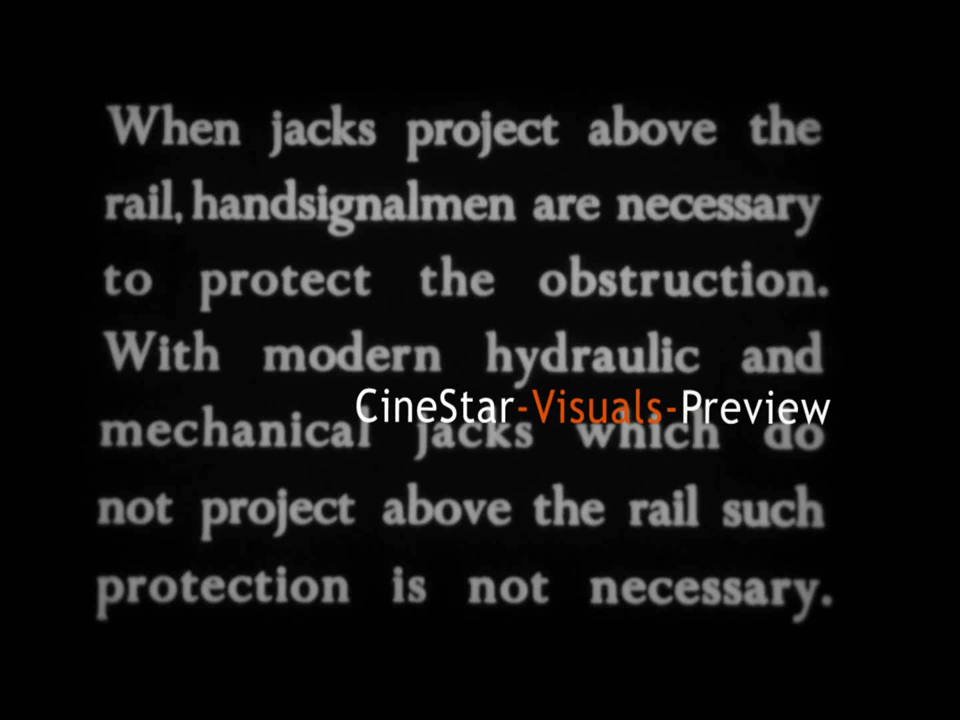 When jacks project above the
rail, handsignalmen are necessary
to protect the obstruction.
With modern hydraulic and
CineStar-Visuals-Preview
mechanical jacks which do
not project above the rail such
protection is not necessary.